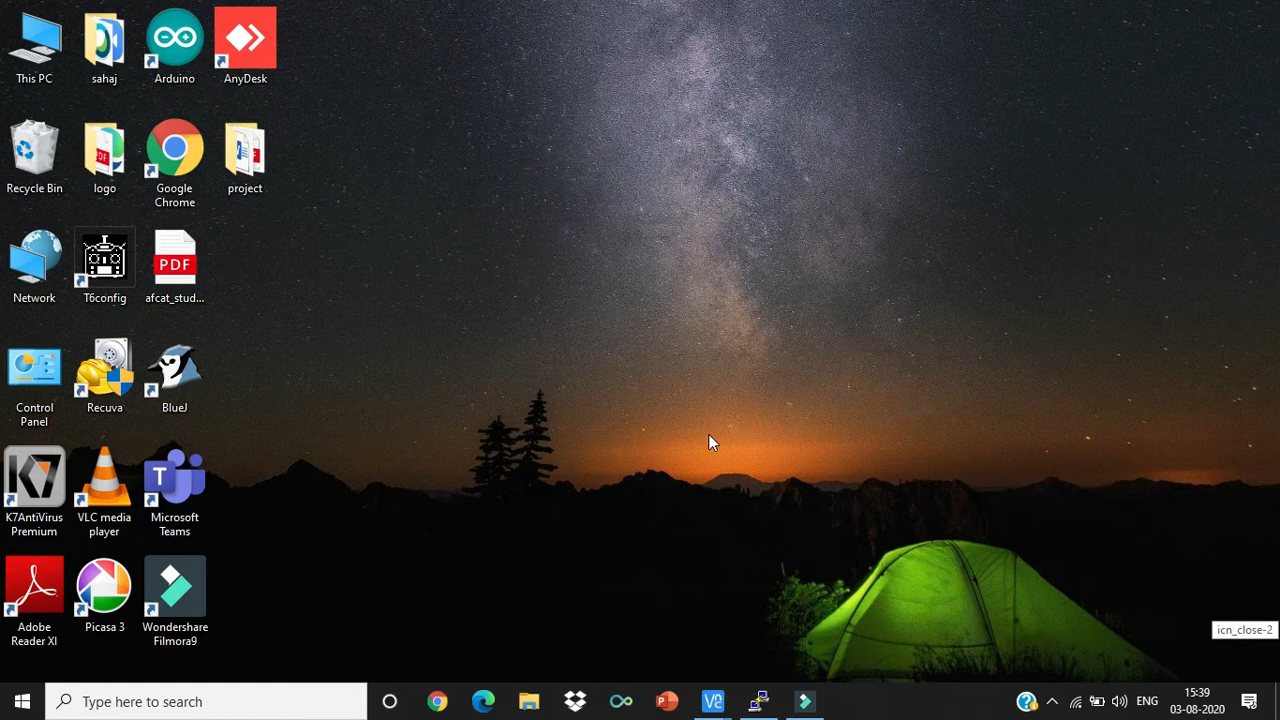 This PC
sahaj
Arduino
AnyDesk
Recycle Bin
logo
Google
Chrome
project
Network
T6config
PDF
afcat_stud...
Control
Panel
Recuva
BlueJ
K7AntiVirus
Premium
VLC media
player
T
Microsoft
Teams
Adobe
Reader XI
Picasa 3
Wondershare
Filmora9
icn_close-2
Type here to search
ENG
15:39
03-08-2020